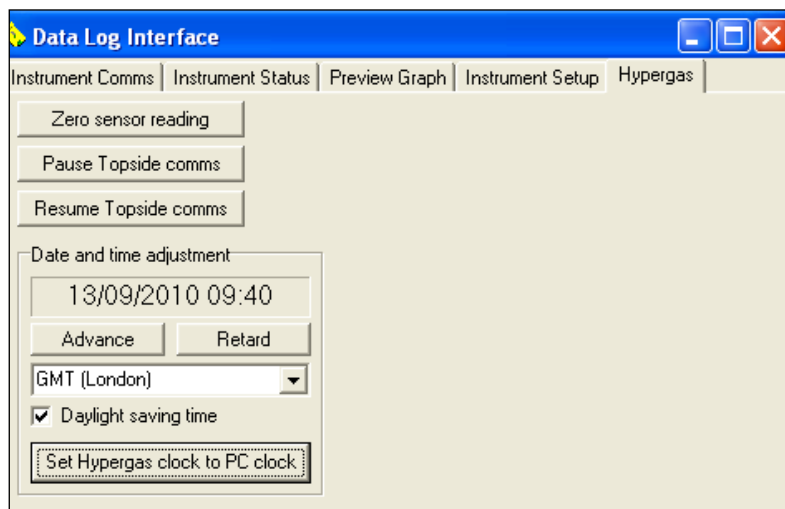 Data Log Interface
Instrument Comms Instrument Status Preview Graph Instrument Setup Hypergas
Zero sensor reading
Pause Topside comms
Resume Topside comms
Date and time adjustment
13/09/2010 09:40
Advance Retard
GMT (London)
Daylight saving time
Set Hypergas clock to PC clock